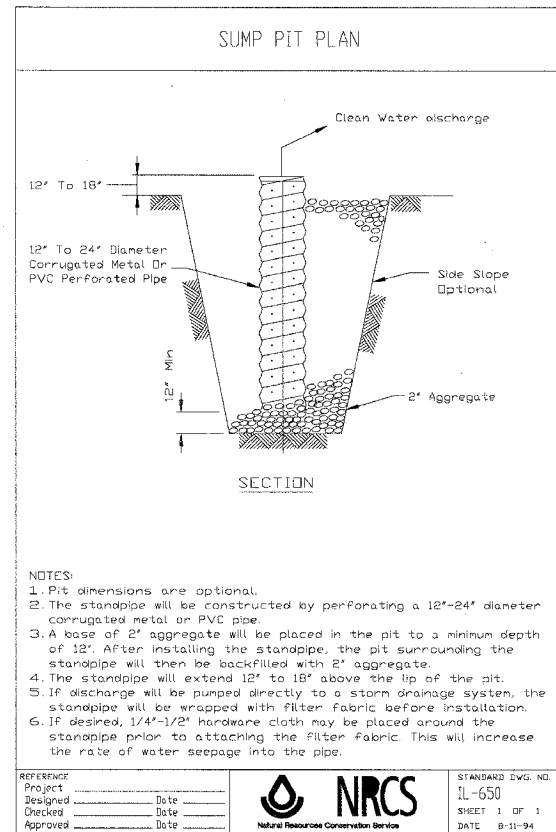 SUMP PIT PLAN
Clean Water discharge
12" To 18"
12" To 24" Diameter
Corrugated Metal Or
PVC Perforated Pipe
Side Slope
Optional
12" Min
2" Aggregate
SECTION
NOTES:
1. Pit dimensions are optional.
2. The standpipe will be constructed by perforating a 12"-24" diameter
corrugated metal or PVC pipe.
3. A base of 2" aggregate will be placed in the pit to a minimum depth
of 12". After installing the standpipe, the pit surrounding the
standpipe will then be backfilled with 2" aggregate.
4. The standpipe will extend 12" to 18" above the lip of the pit.
5. If discharge will be pumped directly to a storm drainage system, the
standpipe will be wrapped with filter fabric before installation.
6. If desired, 1/4"-1/2" hardware cloth may be placed around the
standpipe prior to attaching the filter fabric. This will increase
the rate of water seepage into the pipe.
REFERENCE
Project
Designed Date
Checked Date
Approved Date
NRCS
Natural Resources Conservation Service
STANDARD DWG. NO.
IL-650
SHEET 1 OF 1
DATE 8-11-94